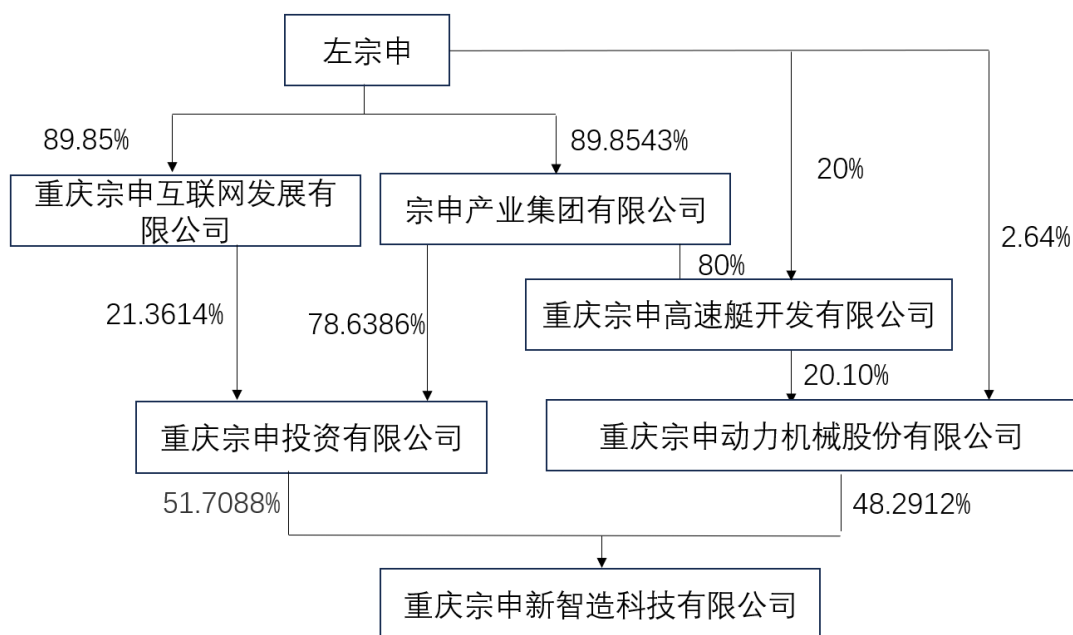 左宗申
89.85%
89.8543%
20%
重庆宗申互联网发展有
限公司
宗申产业集团有限公司
2.64%
80%
21.3614%
78.6386%
重庆宗申高速艇开发有限公司
20.10%
重庆宗申投资有限公司
重庆宗申动力机械股份有限公司
51.7088%
48.2912%
重庆宗申新智造科技有限公司